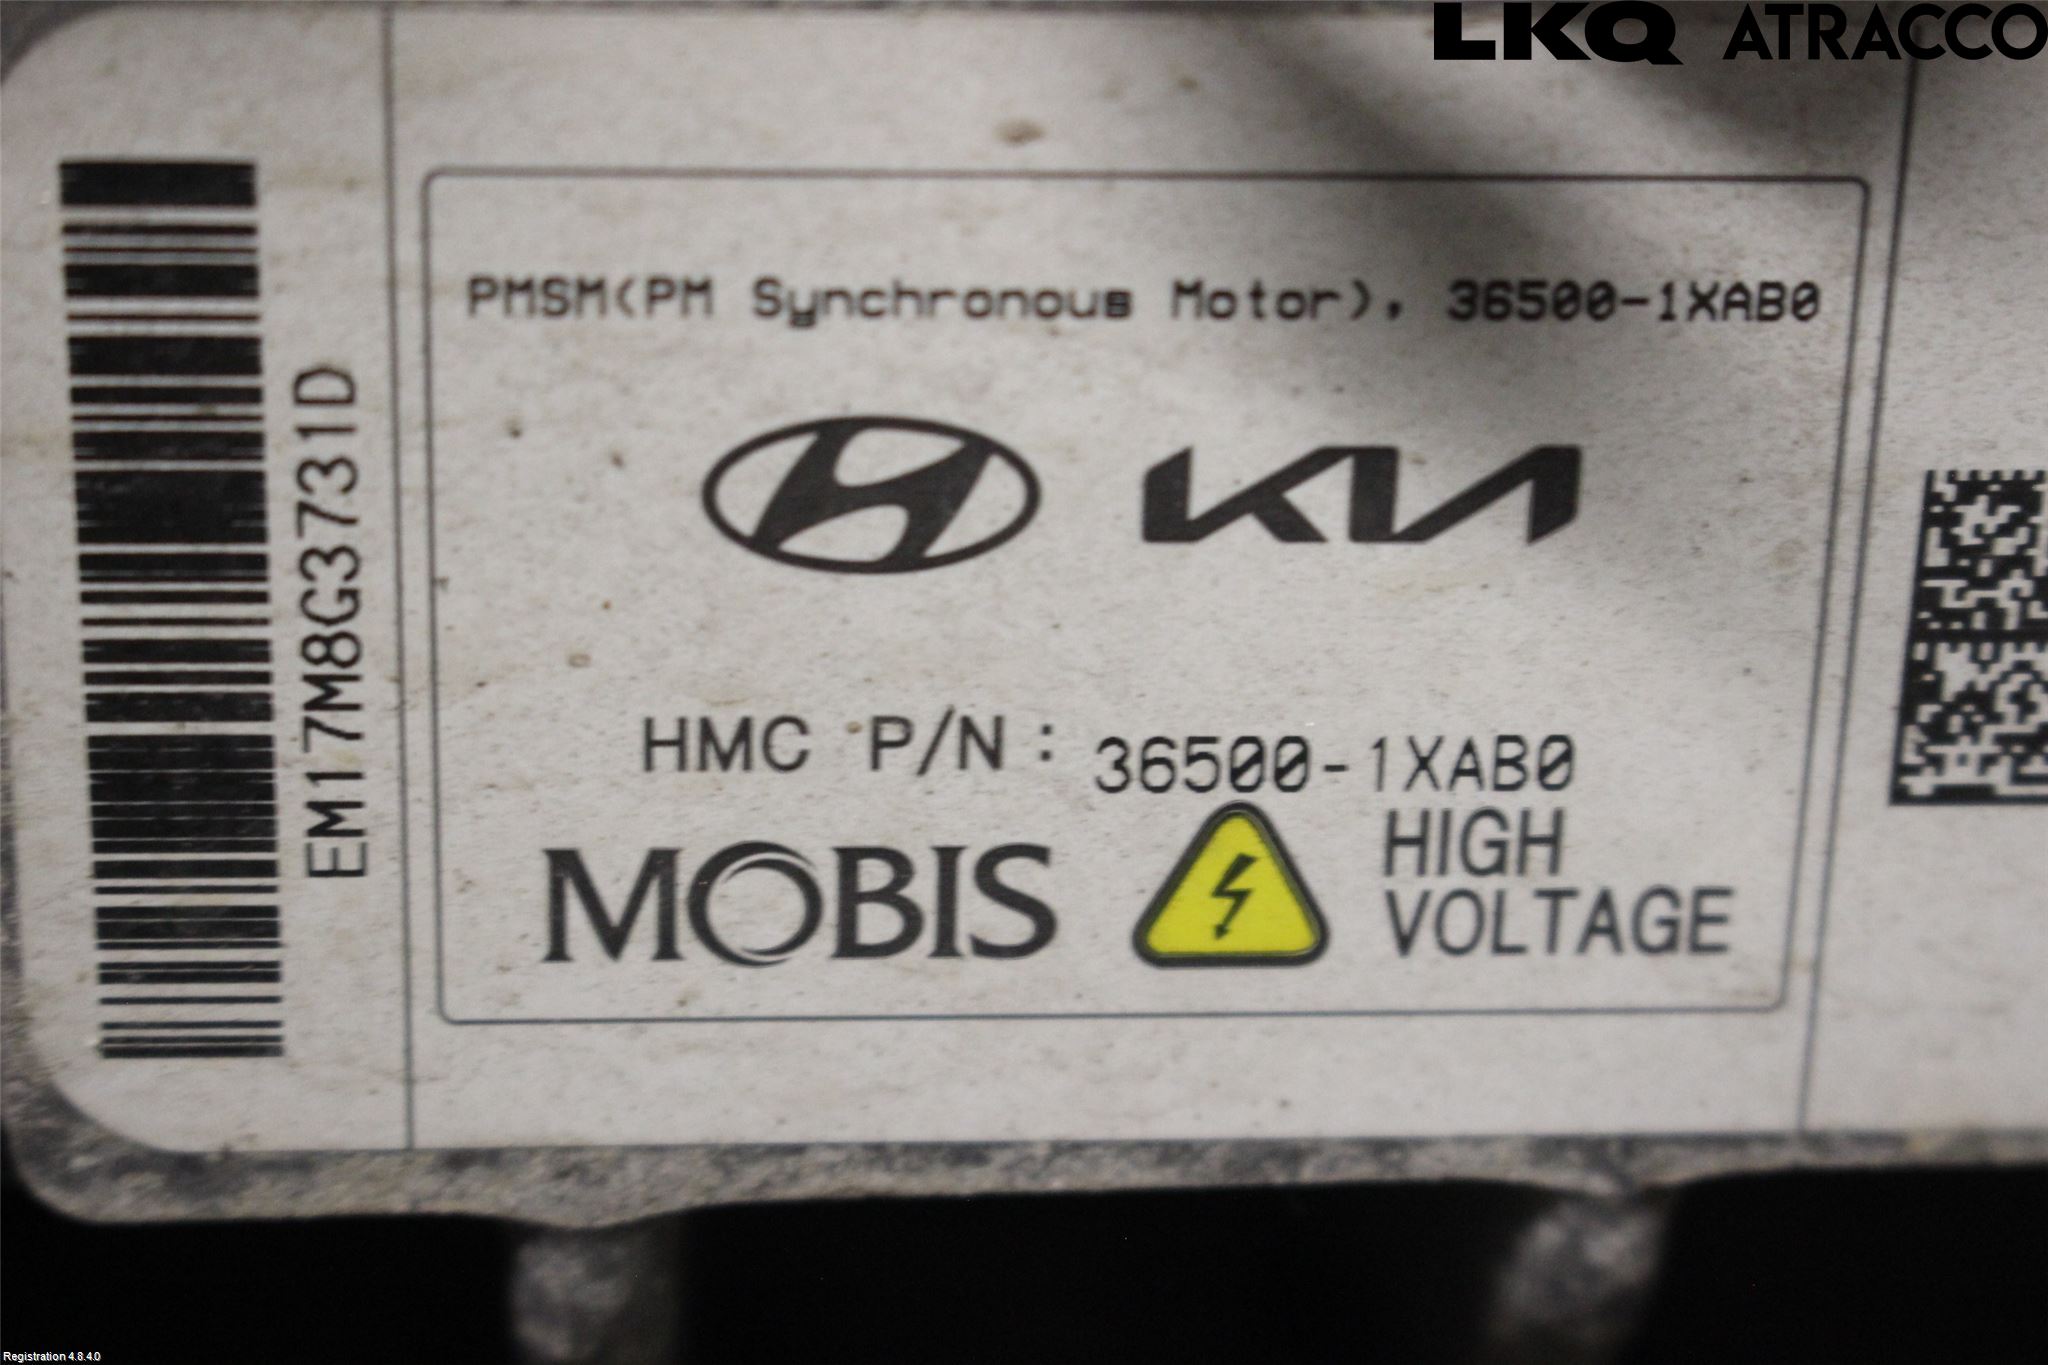 LKQ ATRACCO
EM17M8G3731D
PMSM(PM Synchronous Motor), 36500-1XAB0
KIA
HMC P/N: 36500-1XAB0
MOBIS
HIGH
VOLTAGE
Registration 4.8.4.0